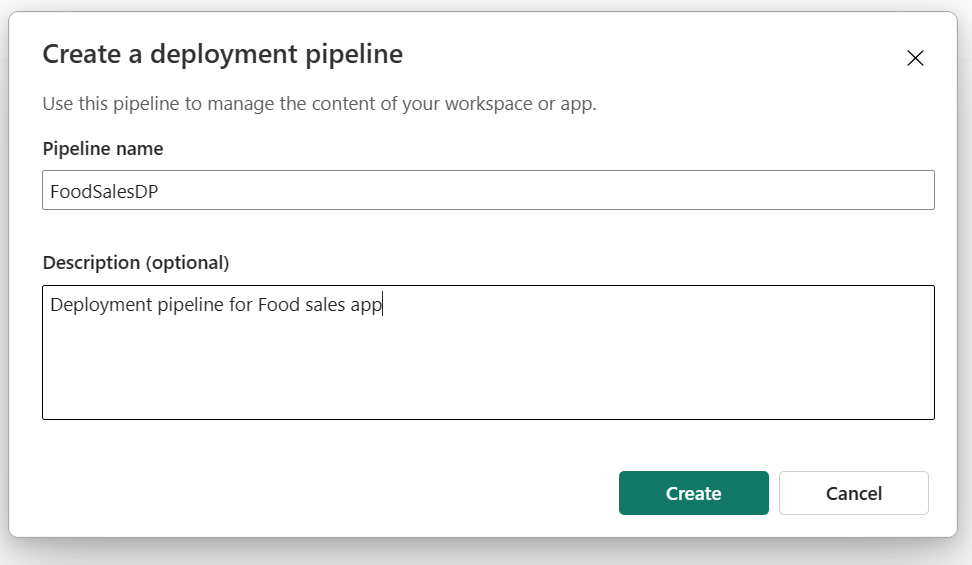 Create a deployment pipeline
Use this pipeline to manage the content of your workspace or app.
Pipeline name
FoodSalesDP
Description (optional)
Deployment pipeline for Food sales app
Create
Cancel